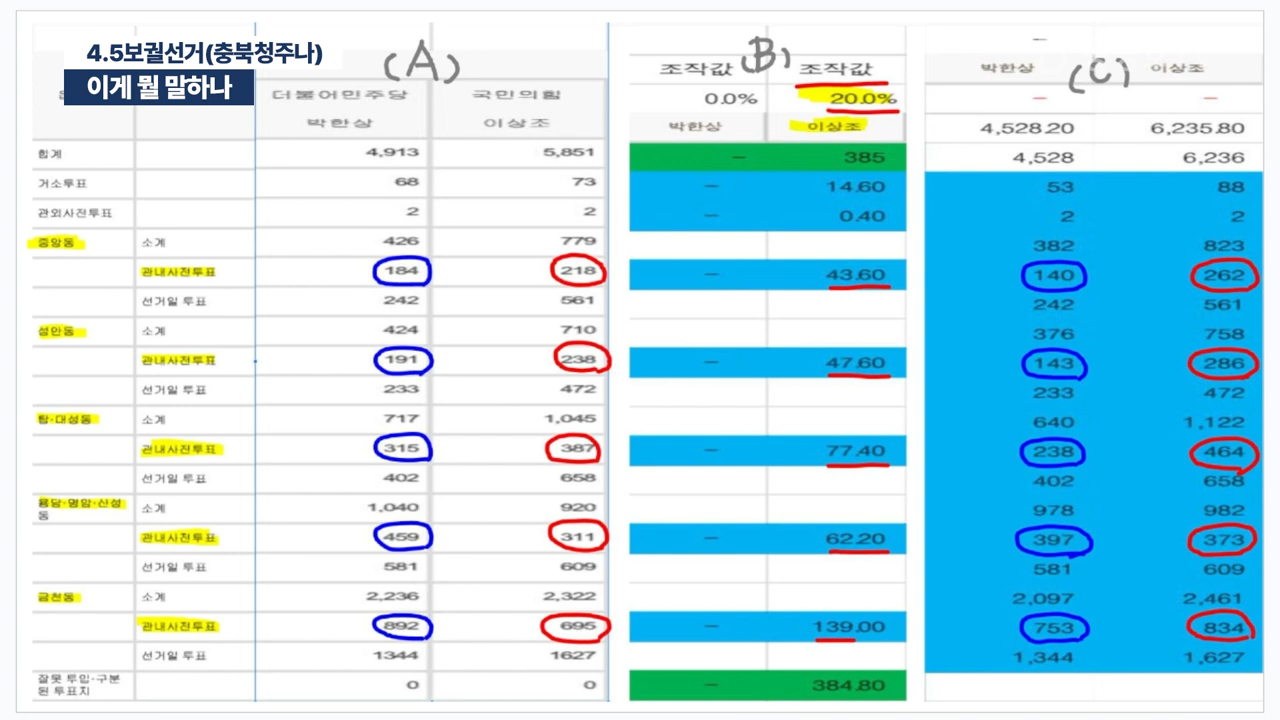 4.5보궐선거(충북청주나)
이게 뭘 말하나
(A) (B) (C)
더불어민주당 국민의힘 조작값 조작값 박한상 이상조
0.0% 20.0% – –
박한상 이상조 박한상 이상조 4,528.20 6,235.80
합계 4,913 5,851 – 385 4,528 6,236
거소투표 68 73 – 14.60 53 88
관외사전투표 2 2 – 0.40 2 2
중앙동 소계 426 779 382 823
관내사전투표 184 218 – 43.60 140 262
선거일 투표 242 561 242 561
성안동 소계 424 710 376 758
관내사전투표 191 238 – 47.60 143 286
선거일 투표 233 472 233 472
탑·대성동 소계 717 1,045 640 1,122
관내사전투표 315 387 – 77.40 238 464
선거일 투표 402 658 402 658
용담·명암·산성동 소계 1,040 920 978 982
관내사전투표 459 311 – 62.20 397 373
선거일 투표 581 609 581 609
금천동 소계 2,236 2,322 2,097 2,461
관내사전투표 892 695 – 139.00 753 834
선거일 투표 1344 1627 1,344 1,627
잘못 투입·구분된 투표지 0 0 – 384.80